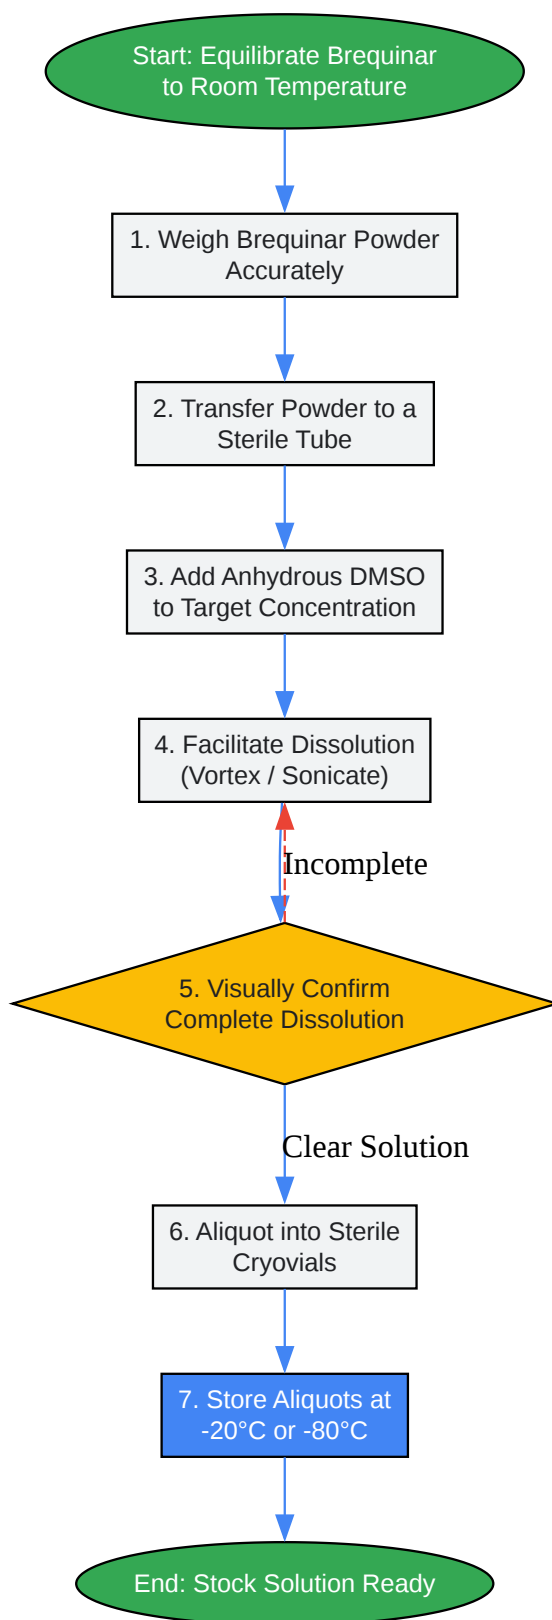 Start: Equilibrate Brequinar
to Room Temperature
1. Weigh Brequinar Powder
Accurately
2. Transfer Powder to a
Sterile Tube
3. Add Anhydrous DMSO
to Target Concentration
4. Facilitate Dissolution
(Vortex / Sonicate)
Incomplete
5. Visually Confirm
Complete Dissolution
Clear Solution
6. Aliquot into Sterile
Cryovials
7. Store Aliquots at
-20°C or -80°C
End: Stock Solution Ready